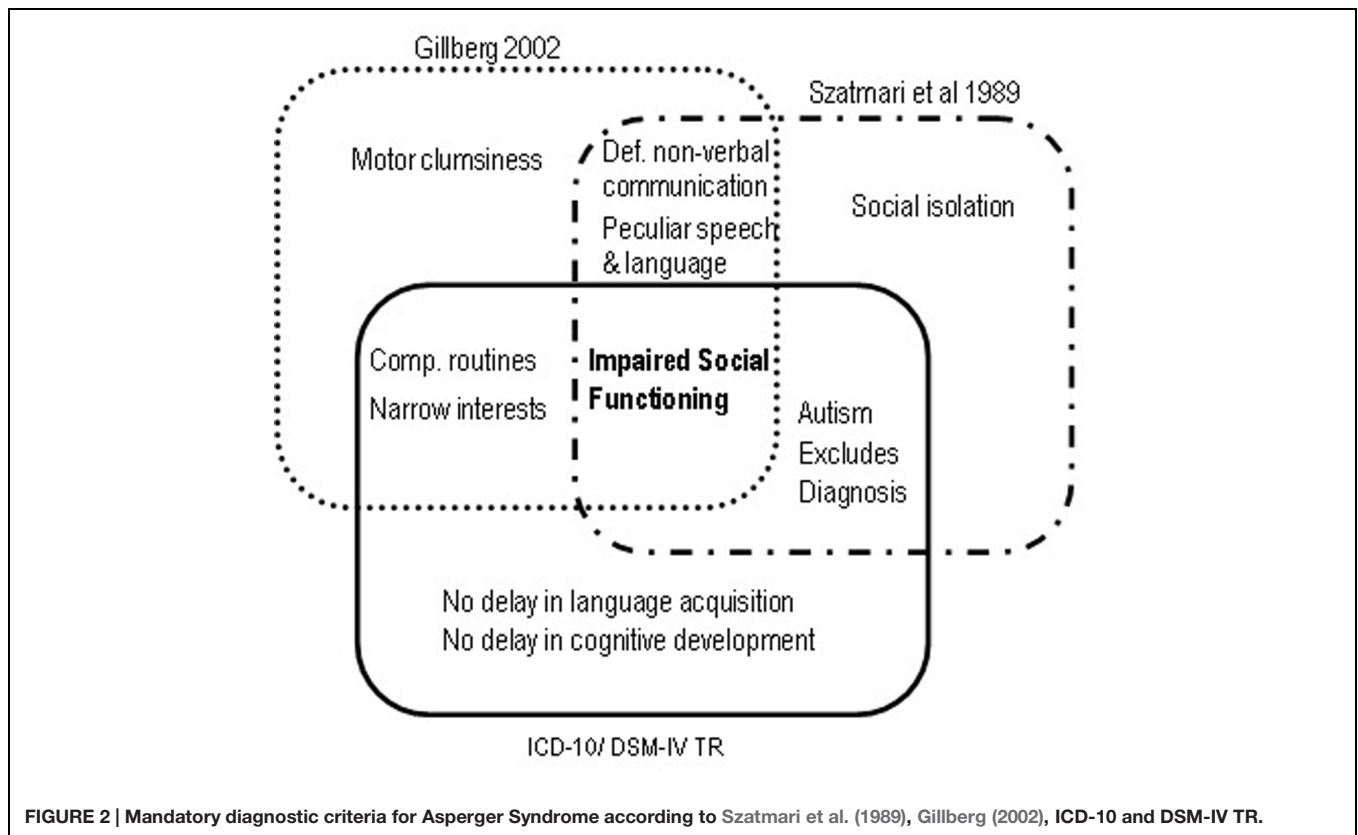 Gillberg 2002
Szatmari et al 1989
Motor clumsiness
Def. non-verbal
communication
Peculiar speech
& language
Social isolation
Comp. routines
Narrow interests
Impaired Social
Functioning
Autism
Excludes
Diagnosis
No delay in language acquisition
No delay in cognitive development
ICD-10/ DSM-IV TR
FIGURE 2 | Mandatory diagnostic criteria for Asperger Syndrome according to Szatmari et al. (1989), Gillberg (2002), ICD-10 and DSM-IV TR.